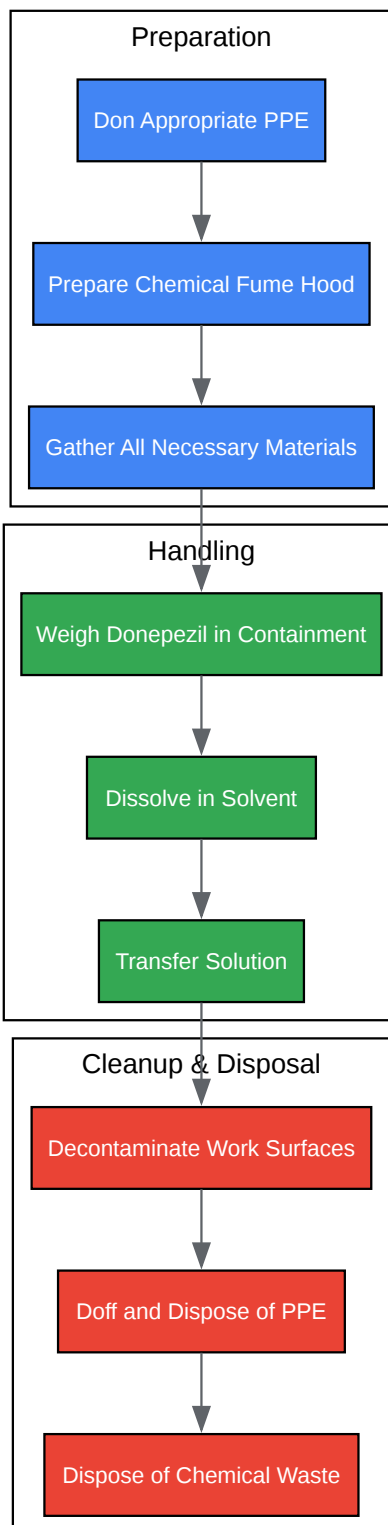 Preparation
Don Appropriate PPE
Prepare Chemical Fume Hood
Gather All Necessary Materials
Handling
Weigh Donepezil in Containment
Dissolve in Solvent
Transfer Solution
Cleanup & Disposal
Decontaminate Work Surfaces
Doff and Dispose of PPE
Dispose of Chemical Waste